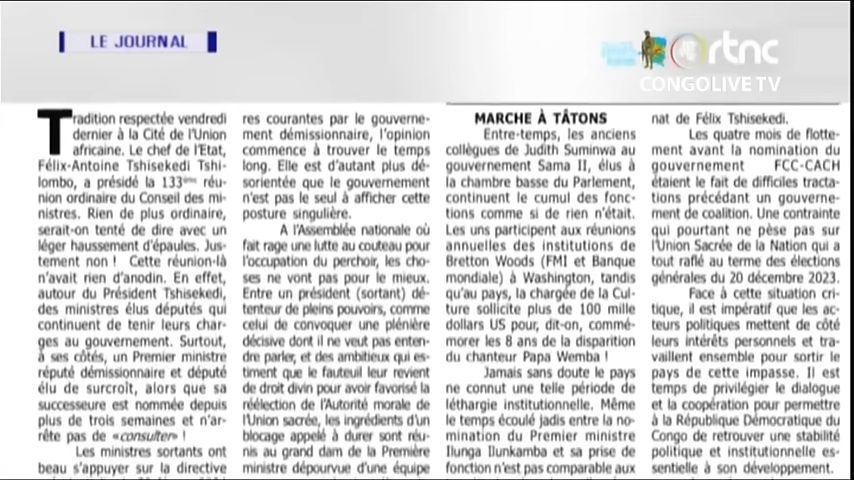 LE JOURNAL
rtnc
CONGOLIVE TV
Tradition respectée vendredi
dernier à la Cité de l'Union
africaine. Le chef de l'Etat,
Félix-Antoine Tshisekedi Tshi-
lombo, a présidé la 133ème réu-
nion ordinaire du Conseil des mi-
nistres. Rien de plus ordinaire,
serait-on tenté de dire avec un
léger haussement d'épaules. Jus-
tement non ! Cette réunion-là
n'avait rien d'anodin. En effet,
autour du Président Tshisekedi,
des ministres élus députés qui
continuent de tenir leurs char-
ges au gouvernement. Surtout,
à ses côtés, un Premier ministre
réputé démissionnaire et député
élu de surcroît, alors que sa
successeure est nommée depuis
plus de trois semaines et n'ar-
rête pas de «consulter» !
Les ministres sortants ont
beau s'appuyer sur la directive
res courantes par le gouverne-
ment démissionnaire, l'opinion
commence à trouver le temps
long. Elle est d'autant plus dé-
sorientée que le gouvernement
n'est pas le seul à afficher cette
posture singulière.
A l'Assemblée nationale où
fait rage une lutte au couteau pour
l'occupation du perchoir, les cho-
ses ne vont pas pour le mieux.
Entre un président (sortant) dé-
tenteur de pleins pouvoirs, comme
celui de convoquer une plénière
décisive dont il ne veut pas enten-
dre parler, et des ambitieux qui es-
timent que le fauteuil leur revient
de droit divin pour avoir favorisé la
réélection de l'Autorité morale de
l'Union sacrée, les ingrédients d'un
blocage appelé à durer sont réu-
nis au grand dam de la Première
ministre dépourvue d'une équipe
MARCHE À TÂTONS
Entre-temps, les anciens
collègues de Judith Suminwa au
gouvernement Sama II, élus à
la chambre basse du Parlement,
continuent le cumul des fonc-
tions comme si de rien n'était.
Les uns participent aux réunions
annuelles des institutions de
Bretton Woods (FMI et Banque
mondiale) à Washington, tandis
qu'au pays, la chargée de la Cul-
ture sollicite plus de 100 mille
dollars US pour, dit-on, commé-
morer les 8 ans de la disparition
du chanteur Papa Wemba !
Jamais sans doute le pays
ne connut une telle période de
léthargie institutionnelle. Même
le temps écoulé jadis entre la no-
mination du Premier ministre
Ilunga Ilunkamba et sa prise de
fonction n'est pas comparable aux
nat de Félix Tshisekedi.
Les quatre mois de flotte-
ment avant la nomination du
gouvernement FCC-CACH
étaient le fait de difficiles tracta-
tions précédant un gouverne-
ment de coalition. Une contrainte
qui pourtant ne pèse pas sur
l'Union Sacrée de la Nation qui a
tout raflé au terme des élections
générales du 20 décembre 2023.
Face à cette situation cri-
tique, il est impératif que les ac-
teurs politiques mettent de côté
leurs intérêts personnels et tra-
vaillent ensemble pour sortir le
pays de cette impasse. Il est
temps de privilégier le dialogue
et la coopération pour permettre
à la République Démocratique du
Congo de retrouver une stabilité
politique et institutionnelle es-
sentielle à son développement.